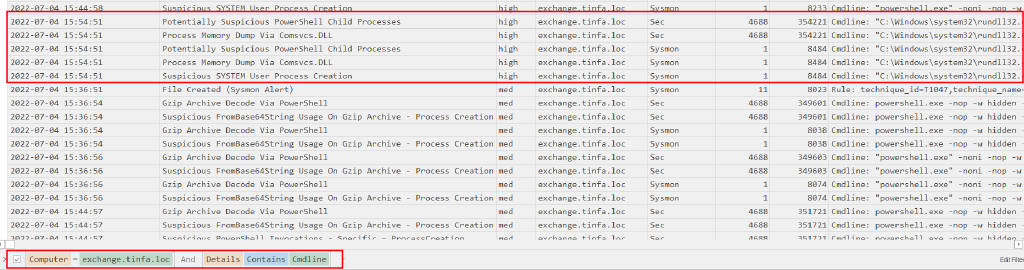 2022-07-04 15:44:58 Suspicious SYSTEM User Process Creation high exchange.tinfa.loc Sysmon 1 8233 Cmdline: "powershell.exe" -noni -nop -w
2022-07-04 15:54:51 Potentially Suspicious PowerShell Child Processes high exchange.tinfa.loc Sec 4688 354221 Cmdline: "C:\Windows\system32\rundll32.
2022-07-04 15:54:51 Process Memory Dump Via Comsvcs.DLL high exchange.tinfa.loc Sec 4688 354221 Cmdline: "C:\Windows\system32\rundll32.
2022-07-04 15:54:51 Potentially Suspicious PowerShell Child Processes high exchange.tinfa.loc Sysmon 1 8484 Cmdline: "C:\Windows\system32\rundll32.
2022-07-04 15:54:51 Process Memory Dump Via Comsvcs.DLL high exchange.tinfa.loc Sysmon 1 8484 Cmdline: "C:\Windows\system32\rundll32.
2022-07-04 15:54:51 Suspicious SYSTEM User Process Creation high exchange.tinfa.loc Sysmon 1 8484 Cmdline: "C:\Windows\system32\rundll32.
2022-07-04 15:36:51 File Created (Sysmon Alert) med exchange.tinfa.loc Sysmon 11 8023 Rule: technique_id=T1047,technique_name=
2022-07-04 15:36:54 Gzip Archive Decode Via PowerShell med exchange.tinfa.loc Sec 4688 349601 Cmdline: powershell.exe -nop -w hidden -
2022-07-04 15:36:54 Suspicious FromBase64String Usage On Gzip Archive - Process Creation med exchange.tinfa.loc Sec 4688 349601 Cmdline: powershell.exe -nop -w hidden -
2022-07-04 15:36:54 Gzip Archive Decode Via PowerShell med exchange.tinfa.loc Sysmon 1 8038 Cmdline: powershell.exe -nop -w hidden -
2022-07-04 15:36:54 Suspicious FromBase64String Usage On Gzip Archive - Process Creation med exchange.tinfa.loc Sysmon 1 8038 Cmdline: powershell.exe -nop -w hidden -
2022-07-04 15:36:56 Gzip Archive Decode Via PowerShell med exchange.tinfa.loc Sec 4688 349603 Cmdline: "powershell.exe" -noni -nop -w
2022-07-04 15:36:56 Suspicious FromBase64String Usage On Gzip Archive - Process Creation med exchange.tinfa.loc Sec 4688 349603 Cmdline: "powershell.exe" -noni -nop -w
2022-07-04 15:36:56 Gzip Archive Decode Via PowerShell med exchange.tinfa.loc Sysmon 1 8074 Cmdline: "powershell.exe" -noni -nop -w
2022-07-04 15:36:56 Suspicious FromBase64String Usage On Gzip Archive - Process Creation med exchange.tinfa.loc Sysmon 1 8074 Cmdline: "powershell.exe" -noni -nop -w
2022-07-04 15:44:57 Gzip Archive Decode Via PowerShell med exchange.tinfa.loc Sec 4688 351721 Cmdline: powershell.exe -nop -w hidden -
2022-07-04 15:44:57 Suspicious FromBase64String Usage On Gzip Archive - Process Creation med exchange.tinfa.loc Sec 4688 351721 Cmdline: powershell.exe -nop -w hidden -
2022-07-04 15:44:57 Suspicious PowerShell Invocations - Specific - ProcessCreation med exchange.tinfa.loc Sec 4688 351721 Cmdline: powershell.exe -nop -w hidden -
Computer = exchange.tinfa.loc And Details Contains Cmdline Edit Filter